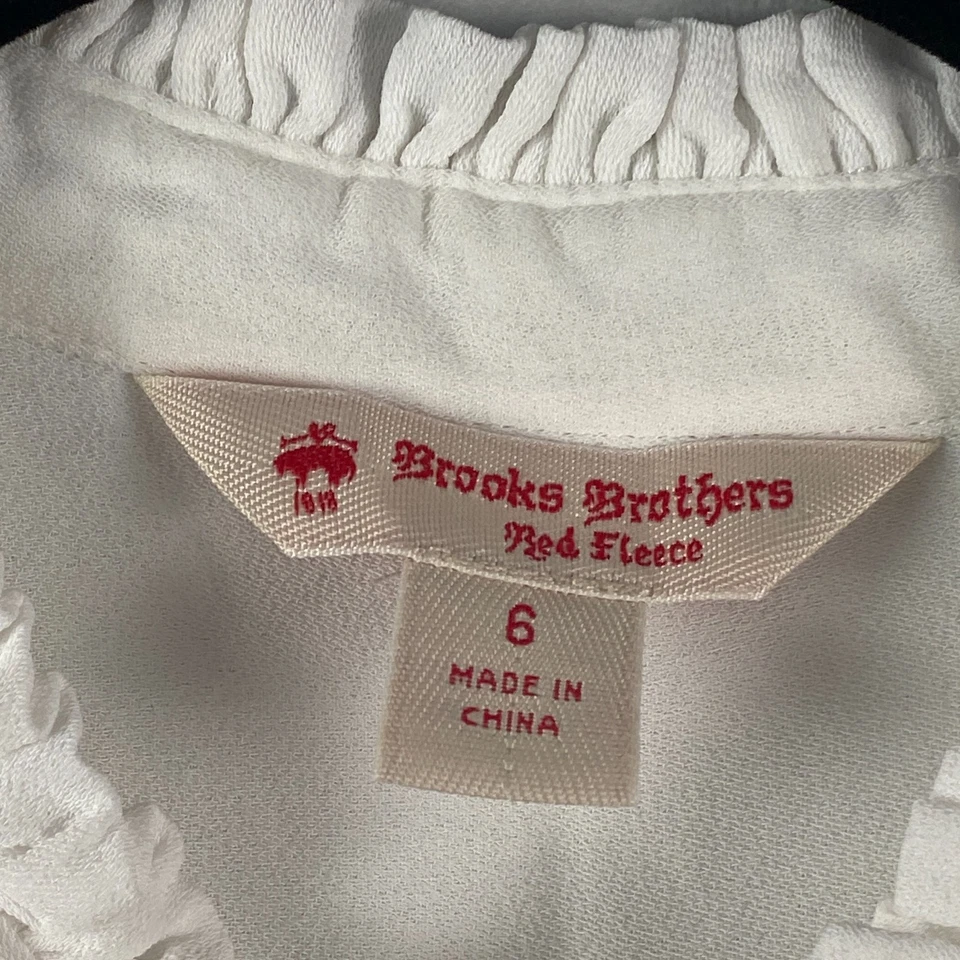 1818
Brooks Brothers
Red Fleece
6
MADE IN
CHINA